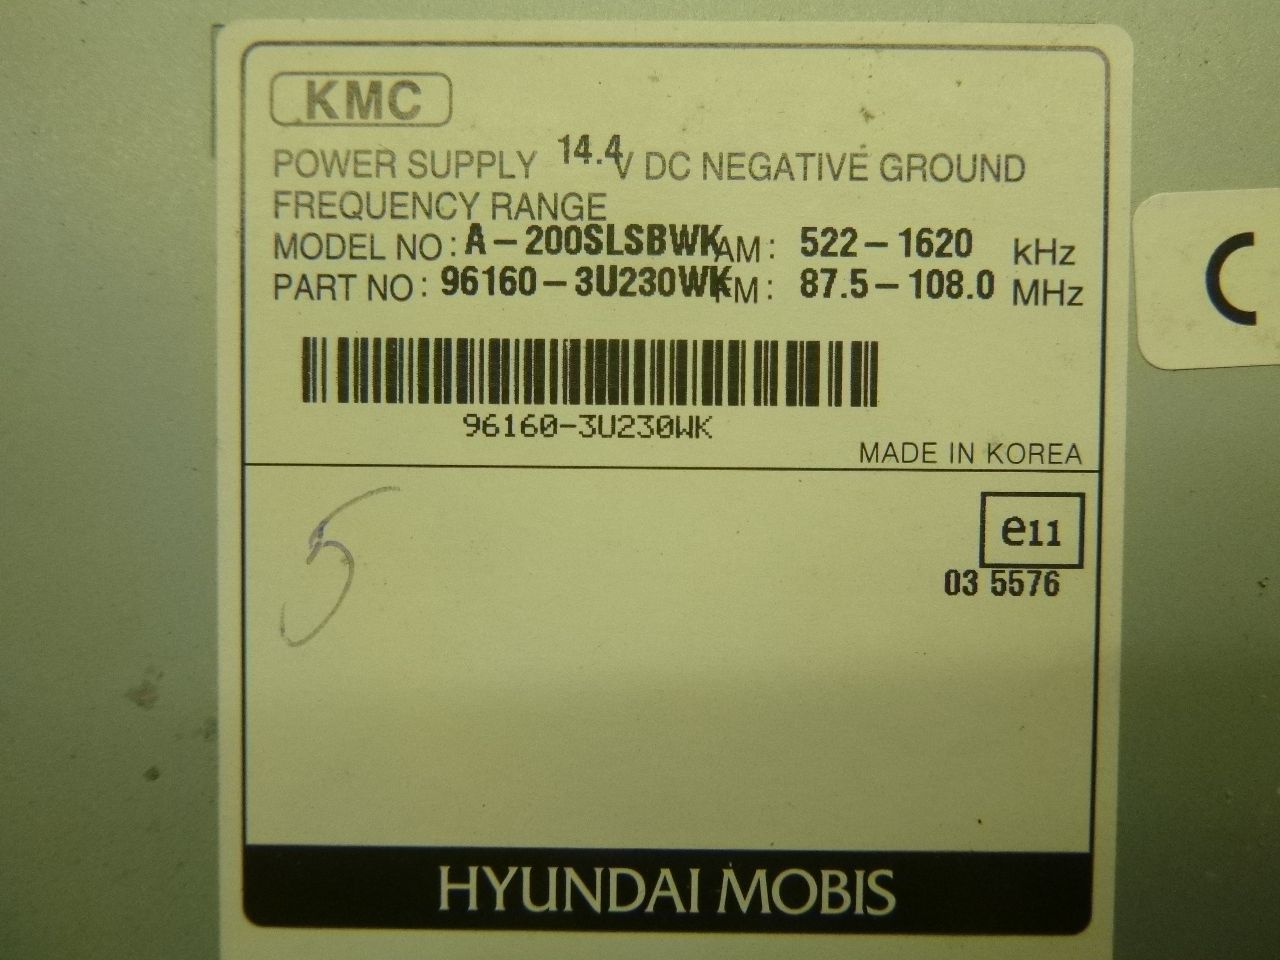 KMC
POWER SUPPLY 14.4V DC NEGATIVE GROUND
FREQUENCY RANGE
MODEL NO : A-200SLSBWK AM : 522-1620 kHz
PART NO : 96160-3U230WK FM : 87.5-108.0 MHz
96160-3U230WK
MADE IN KOREA
e11
03 5576
5
HYUNDAI MOBIS
C